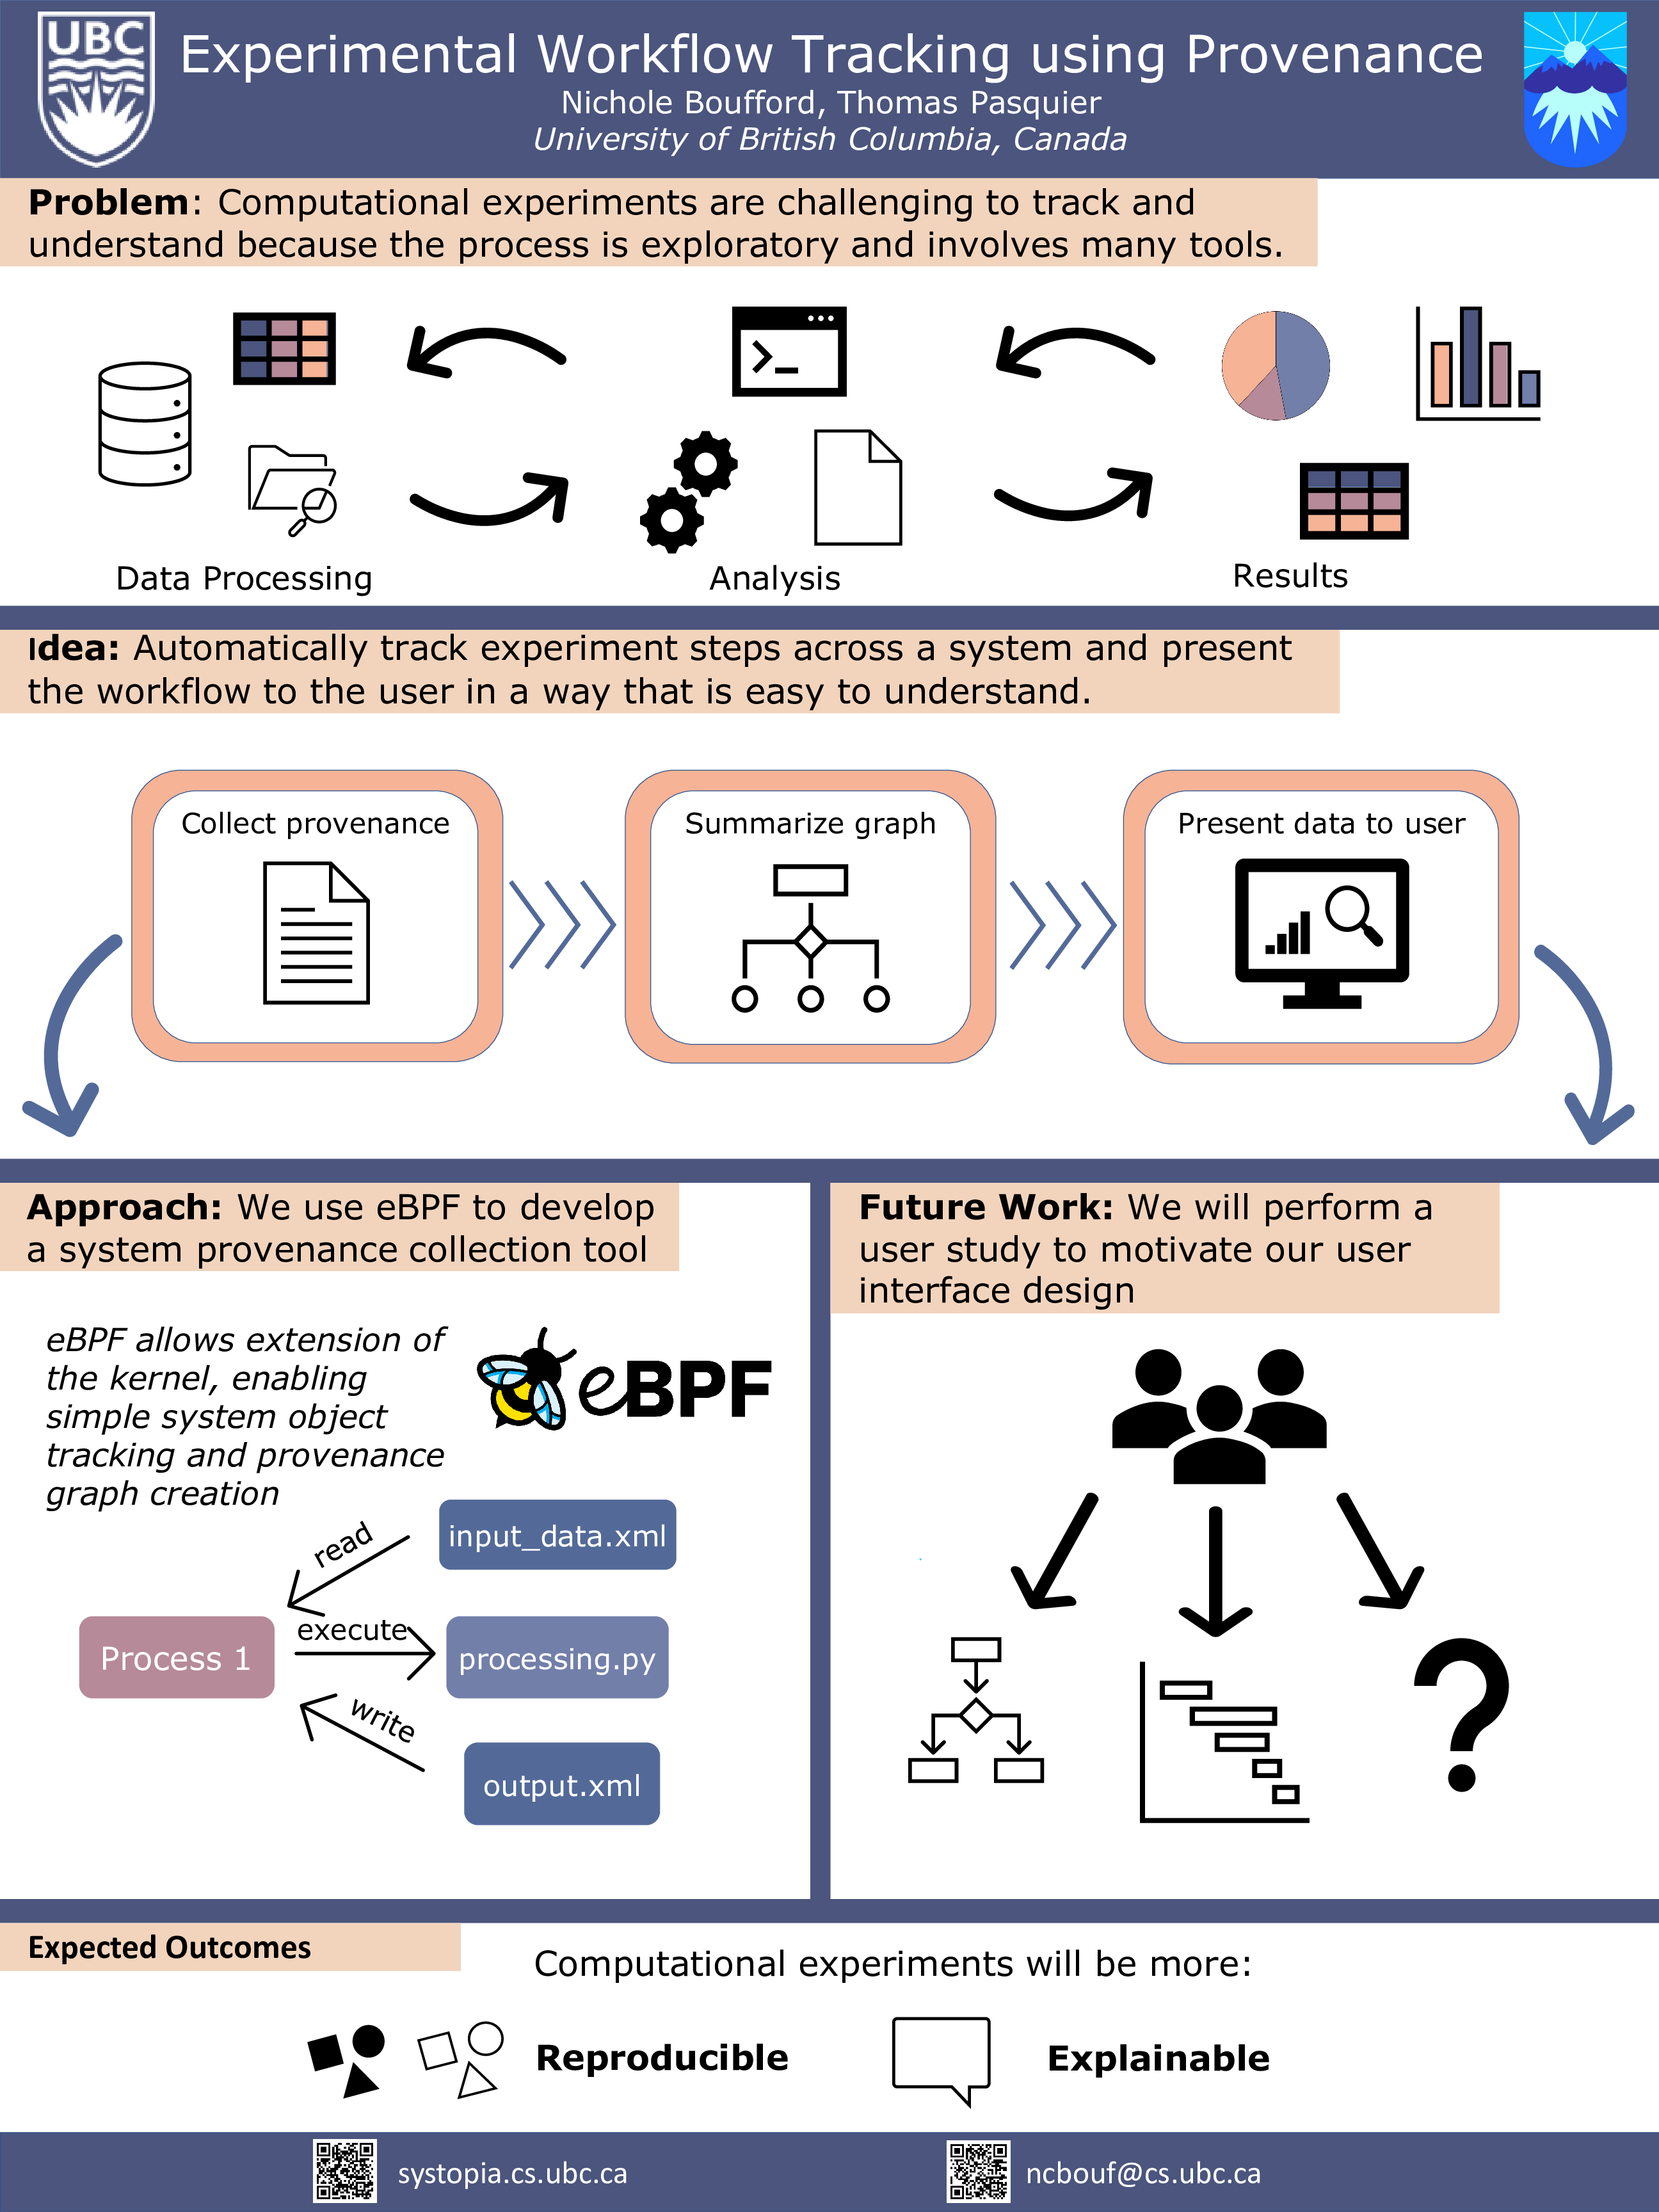 UBC
Experimental Workflow Tracking using Provenance
Nichole Boufford, Thomas Pasquier
University of British Columbia, Canada
Problem: Computational experiments are challenging to track and
understand because the process is exploratory and involves many tools.
Data Processing
Analysis
Results
Idea: Automatically track experiment steps across a system and present
the workflow to the user in a way that is easy to understand.
Collect provenance
Summarize graph
Present data to user
Approach: We use eBPF to develop
a system provenance collection tool
eBPF allows extension of
the kernel, enabling
simple system object
tracking and provenance
graph creation
eBPF
read
input_data.xml
execute
Process 1
processing.py
write
output.xml
Future Work: We will perform a
user study to motivate our user
interface design
?
Expected Outcomes
Computational experiments will be more:
Reproducible
Explainable
systopia.cs.ubc.ca
ncbouf@cs.ubc.ca